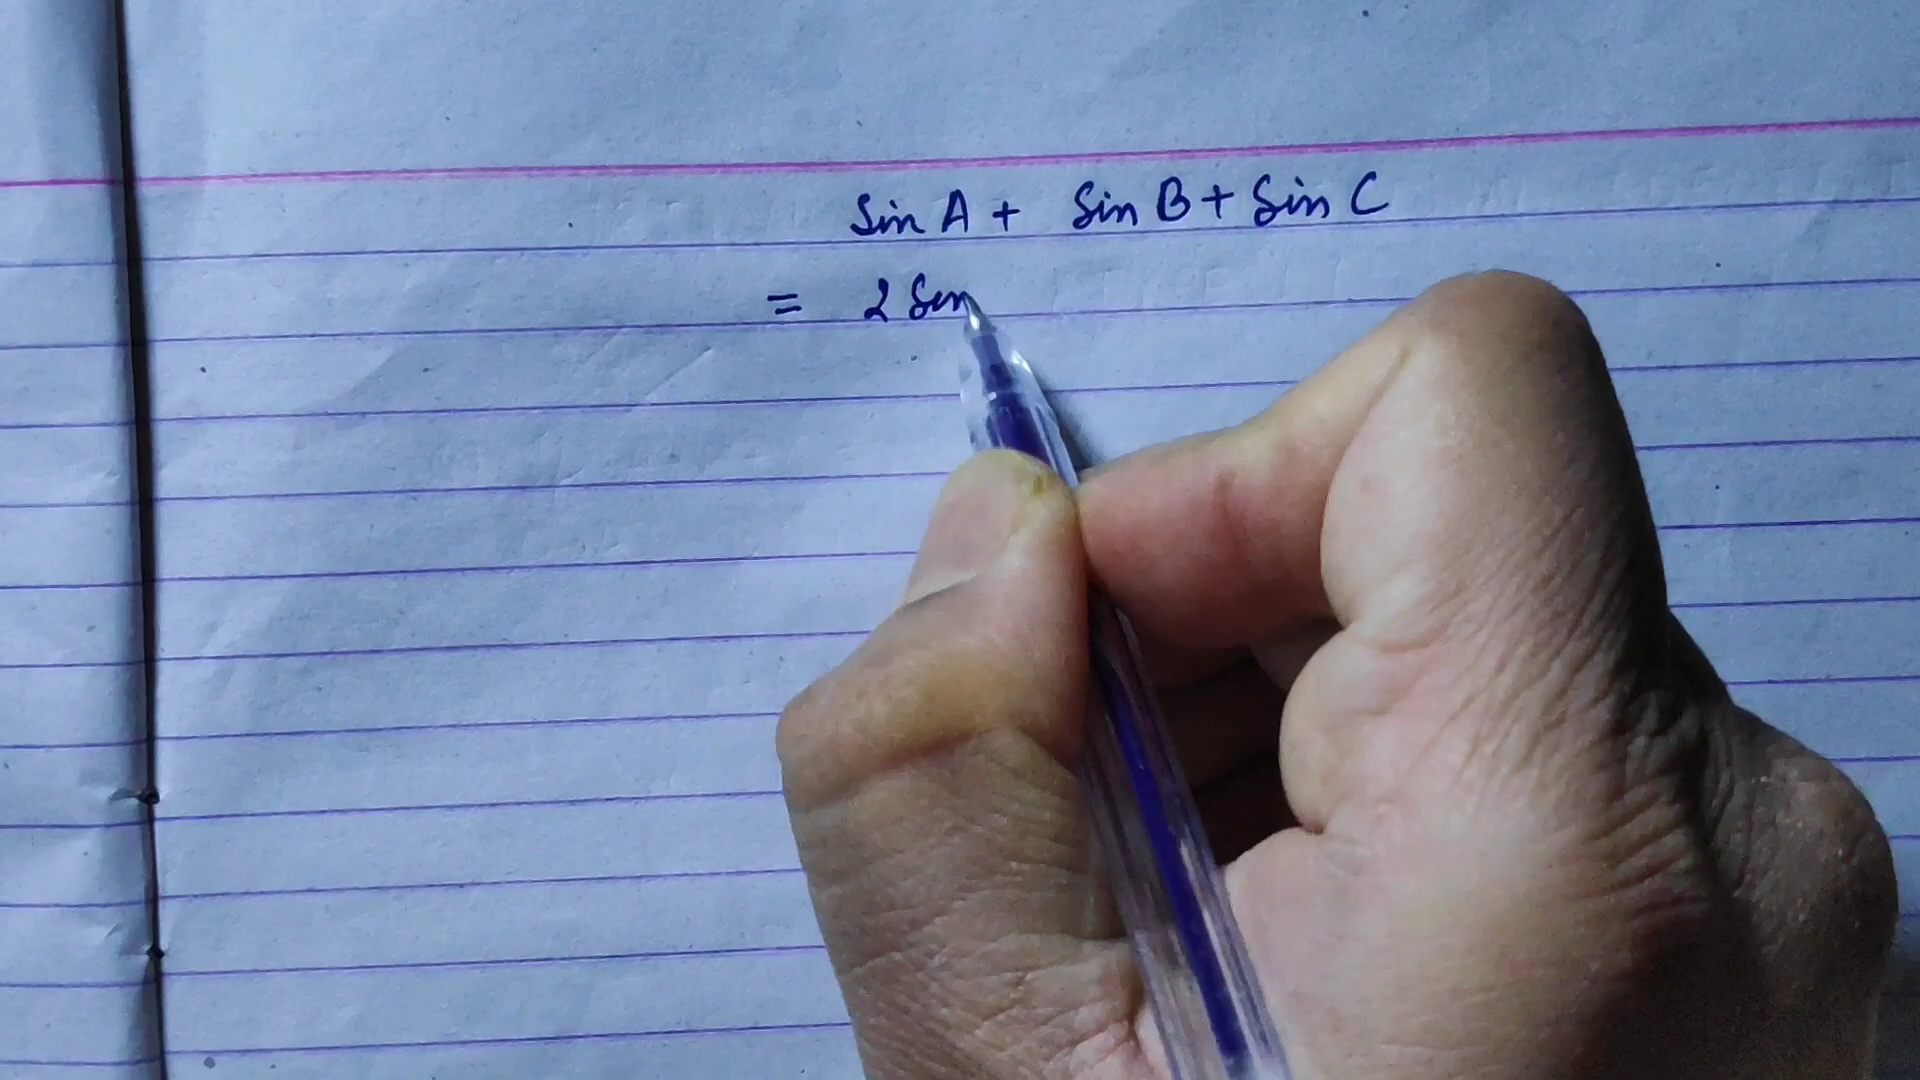 Sin A + Sin B + Sin C
= 2 Sin